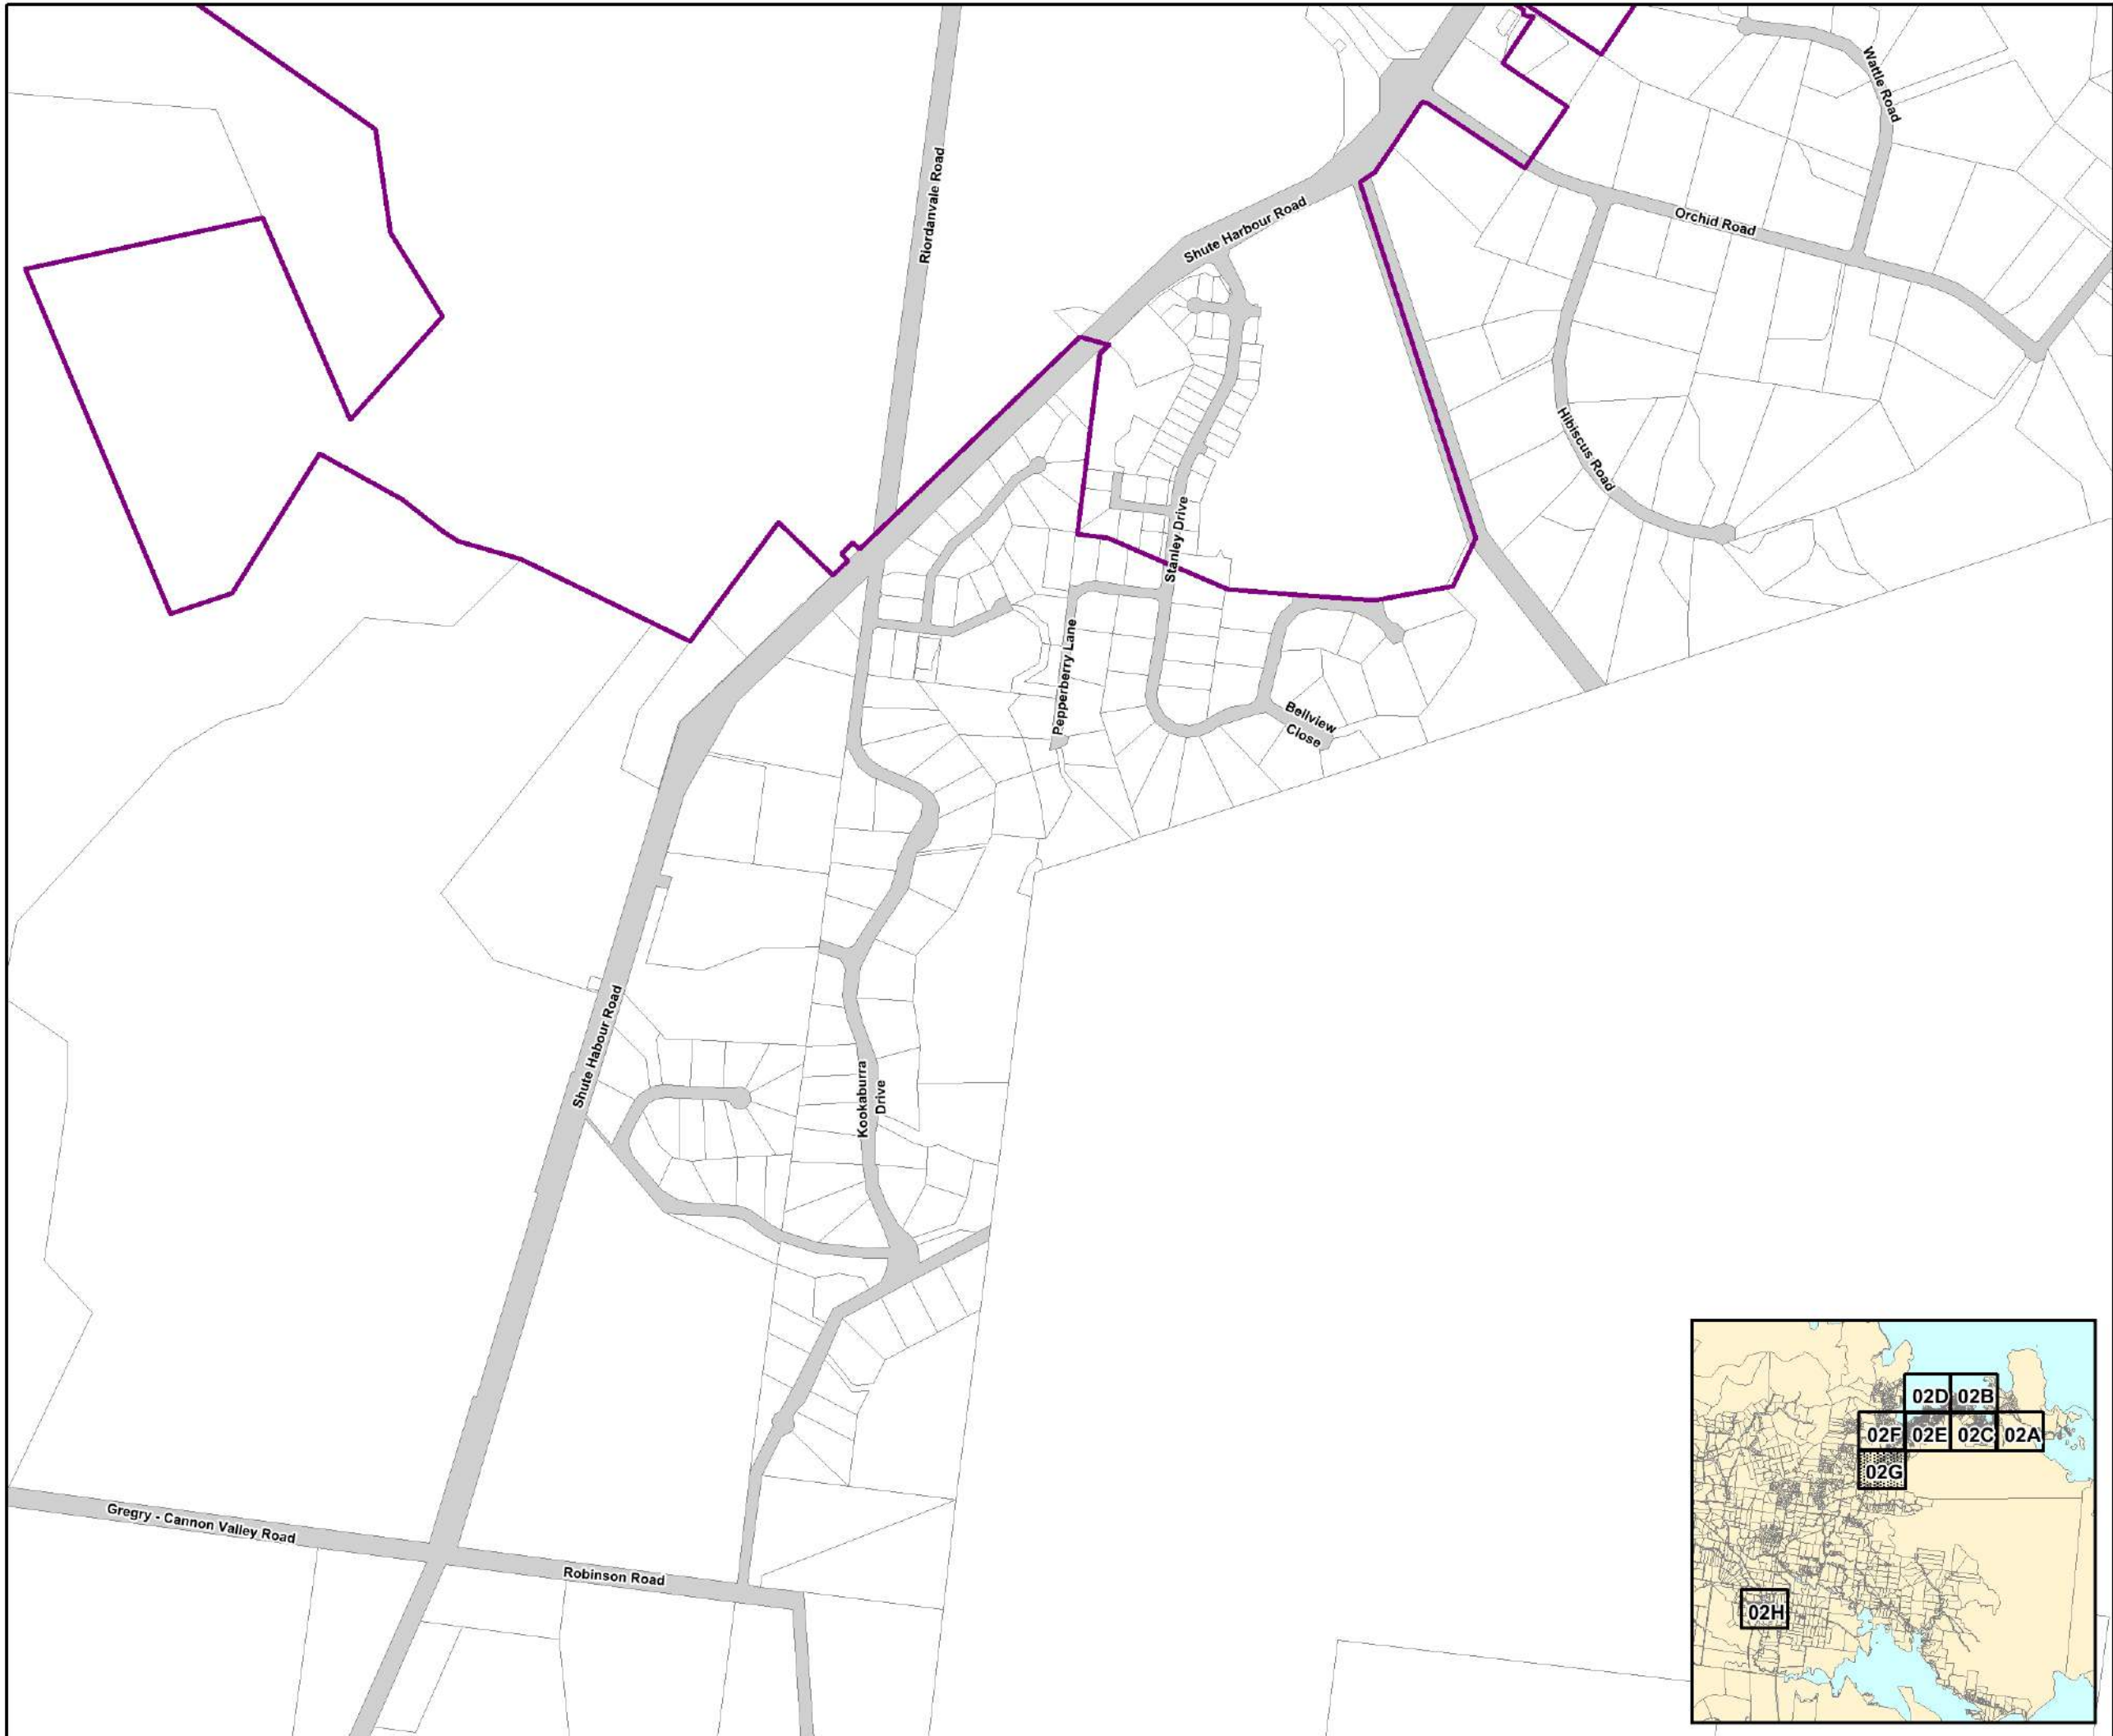 Wattle Road
Riordanvale Road
Shute Harbour Road
Orchid Road
Hibiscus Road
Stanley Drive
Pepperberry Lane
Bellview
Close
Shute Habour Road
Kookaburra
Drive
Gregry - Cannon Valley Road
Robinson Road
02D 02B
02F 02E 02C 02A
02G
02H